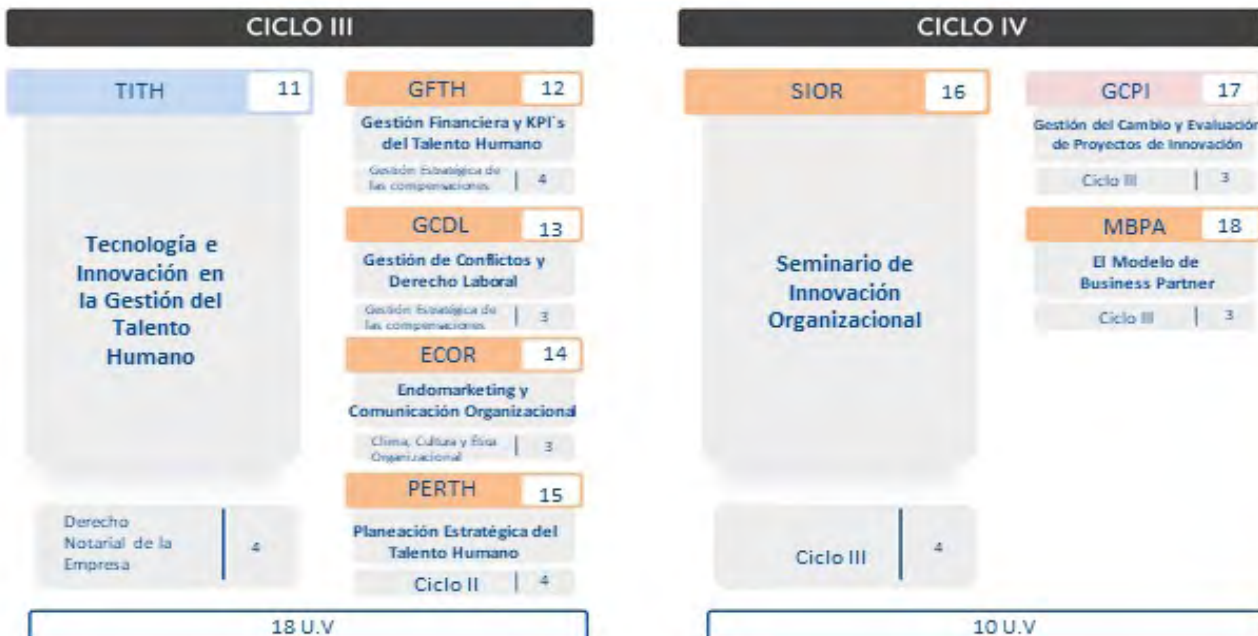 CICLO III
TITH 11
Tecnología e
Innovación en
la Gestión del
Talento
Humano
Derecho
Notarial de la
Empresa
4
GFTH 12
Gestión Financiera y KPI´s
del Talento Humano
Gestión Estratégica de
las compensaciones
4
GCDL 13
Gestión de Conflictos y
Derecho Laboral
Gestión Estratégica de
las compensaciones
3
ECOR 14
Endomarketing y
Comunicación Organizacional
Clima, Cultura y Ética
Organizacional
3
PERTH 15
Planeación Estratégica del
Talento Humano
Ciclo II 4
18 U.V
CICLO IV
SIOR 16
Seminario de
Innovación
Organizacional
Ciclo III 4
GCPI 17
Gestión del Cambio y Evaluación
de Proyectos de Innovación
Ciclo III 3
MBPA 18
El Modelo de
Business Partner
Ciclo III 3
10 U.V